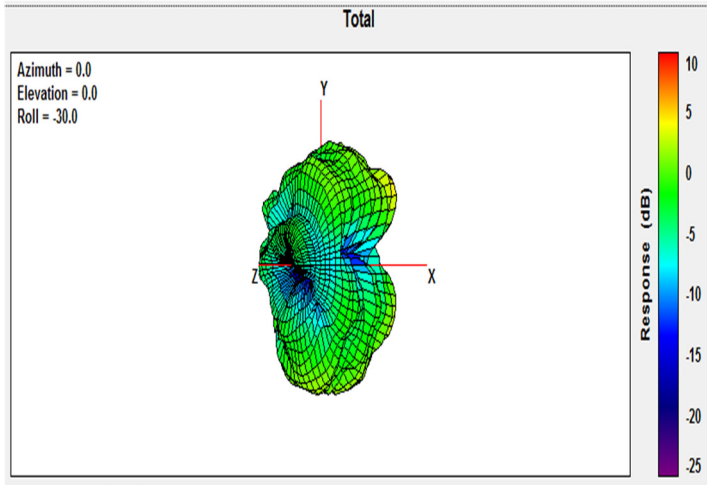 Total
Azimuth = 0.0
Elevation = 0.0
Roll = -30.0
Y
Z
X
10
5
0
-5
-10
-15
-20
-25
Response (dB)